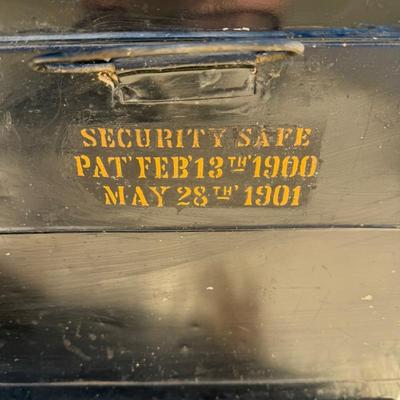 SECURITY SAFE
PAT' FEB'13TH'1900
MAY 28TH' 1901